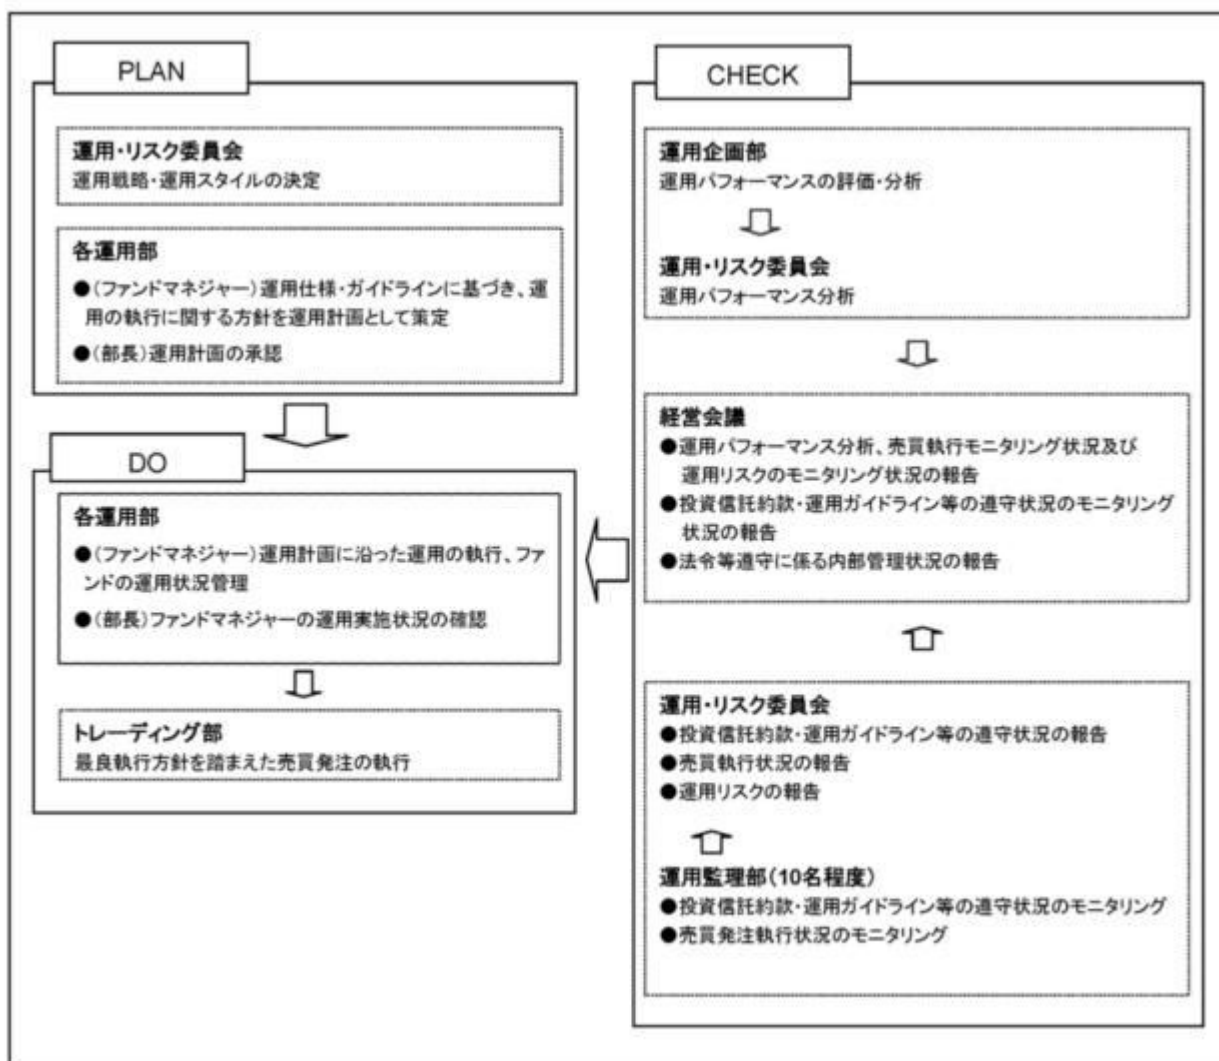 PLAN
運用・リスク委員会
運用戦略・運用スタイルの決定
各運用部
●(ファンドマネジャー)運用仕様・ガイドラインに基づき、運
用の執行に関する方針を運用計画として策定
●(部長)運用計画の承認
DO
各運用部
●(ファンドマネジャー)運用計画に沿った運用の執行、ファ
ンドの運用状況管理
●(部長)ファンドマネジャーの運用実施状況の確認
トレーディング部
最良執行方針を踏まえた売買発注の執行
CHECK
運用企画部
運用パフォーマンスの評価・分析
運用・リスク委員会
運用パフォーマンス分析
経営会議
●運用パフォーマンス分析、売買執行モニタリング状況及び
運用リスクのモニタリング状況の報告
●投資信託約款・運用ガイドライン等の遵守状況のモニタリング
状況の報告
●法令等遵守に係る内部管理状況の報告
運用・リスク委員会
●投資信託約款・運用ガイドライン等の遵守状況の報告
●売買執行状況の報告
●運用リスクの報告
運用監理部(10名程度)
●投資信託約款・運用ガイドライン等の遵守状況のモニタリング
●売買発注執行状況のモニタリング